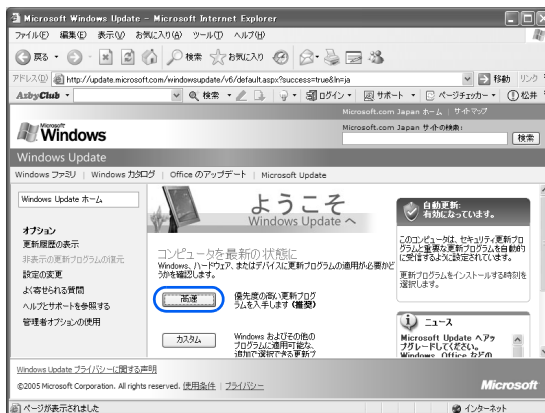 Microsoft Windows Update - Microsoft Internet Explorer
ファイル(F) 編集(E) 表示(V) お気に入り(A) ツール(T) ヘルプ(H)
戻る 検索 お気に入り
アドレス(D) http://update.microsoft.com/windowsupdate/v6/default.aspx?success=true&ln=ja 移動 リンク
AzbyClub 検索 ログイン サポート ページチェッカー 松井
Microsoft.com Japan ホーム | サイトマップ
Microsoft Windows
Microsoft.com Japan サイトの検索:
検索
Windows Update
Windows ファミリ | Windows カタログ | Office のアップデート | Microsoft Update
Windows Update ホーム
オプション
更新履歴の表示
非表示の更新プログラムの復元
設定の変更
よく寄せられる質問
ヘルプとサポートを参照する
管理者オプションの使用
ようこそ
Windows Update へ
コンピュータを最新の状態に
Windows、ハードウェア、またはデバイスに更新プログラムの適用が必要かど
うかを確認します。
高速
優先度の高い更新プログ
ラムを入手します (推奨)
カスタム
Windows およびその他の
プログラムに適用可能な、
追加で選択できる更新プ
自動更新:
有効になっています。
このコンピュータは、セキュリティ更新プロ
グラムと重要な更新プログラムを自動的
に受信するように設定されています。
更新プログラムをインストールする時刻を
選択します。
ニュース
Microsoft Update へアッ
プグレードしてください。
Windows、Office などの
Windows Update プライバシーに関する声明
©2005 Microsoft Corporation. All rights reserved. 使用条件 | プライバシー
Microsoft
ページが表示されました
インターネット